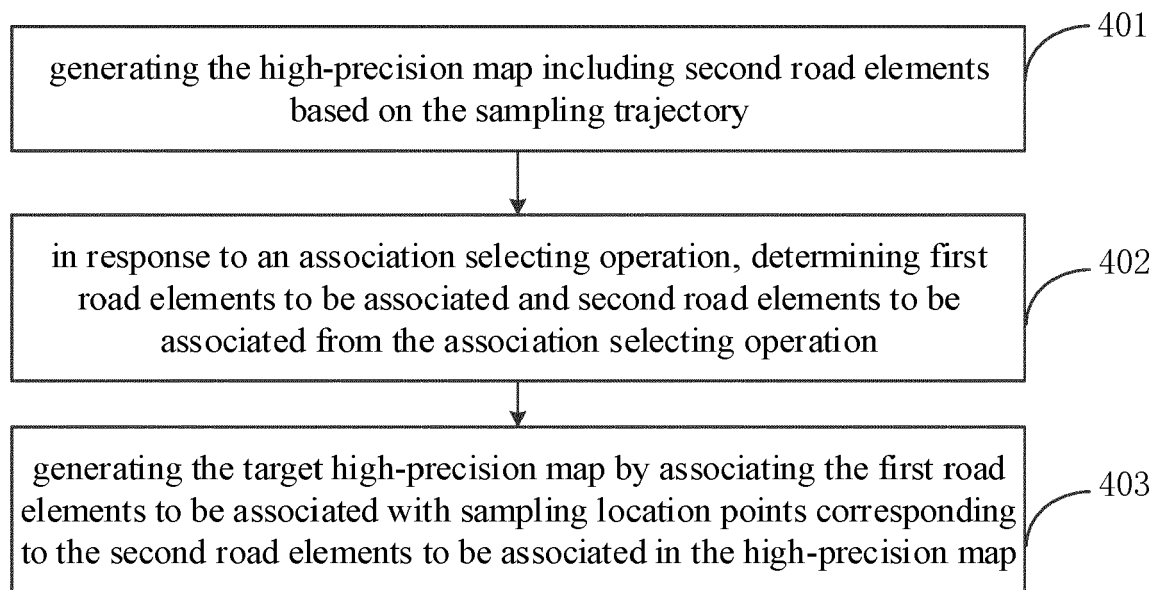 401
generating the high-precision map including second road elements
based on the sampling trajectory
402
in response to an association selecting operation, determining first
road elements to be associated and second road elements to be
associated from the association selecting operation
403
generating the target high-precision map by associating the first road
elements to be associated with sampling location points corresponding
to the second road elements to be associated in the high-precision map